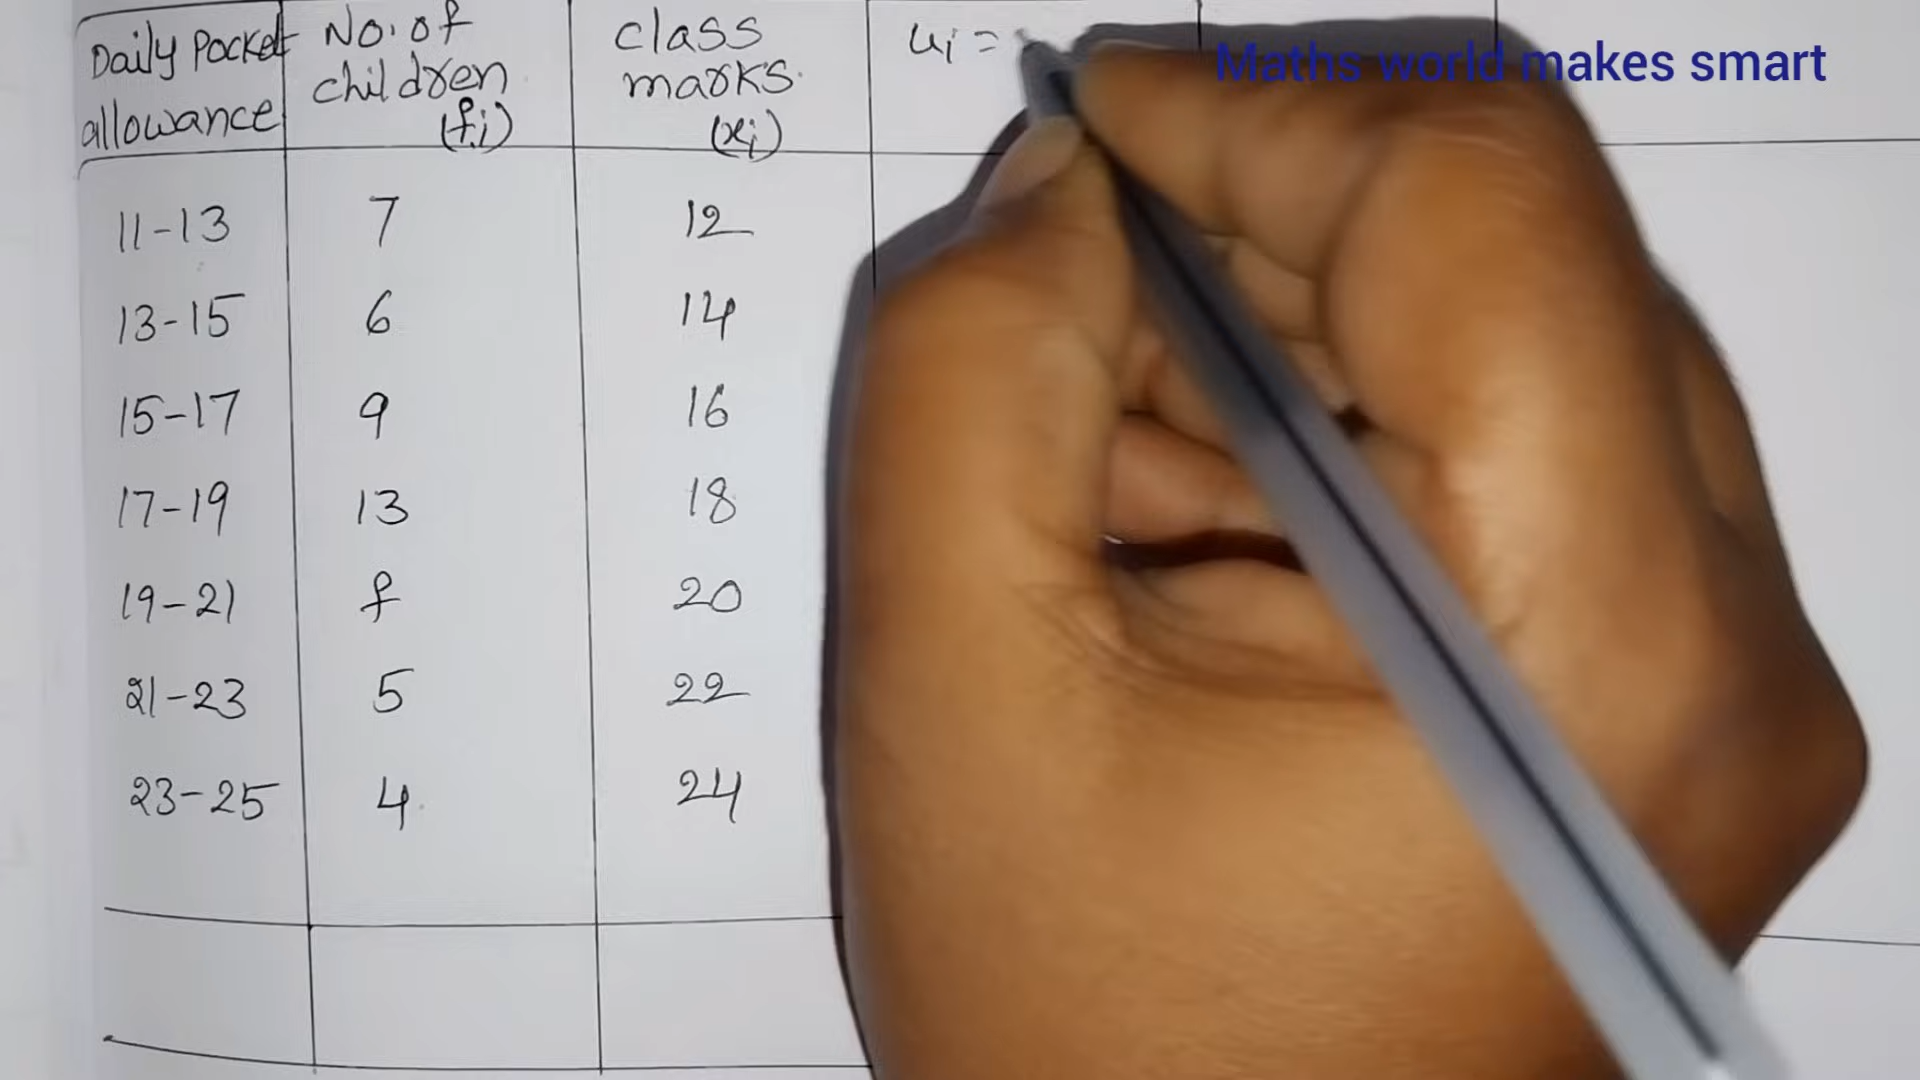 Daily Pocket allowance | No. of children (fi) | class marks (xi) | ui =
Maths world makes smart
11-13 7 12
13-15 6 14
15-17 9 16
17-19 13 18
19-21 f 20
21-23 5 22
23-25 4 24